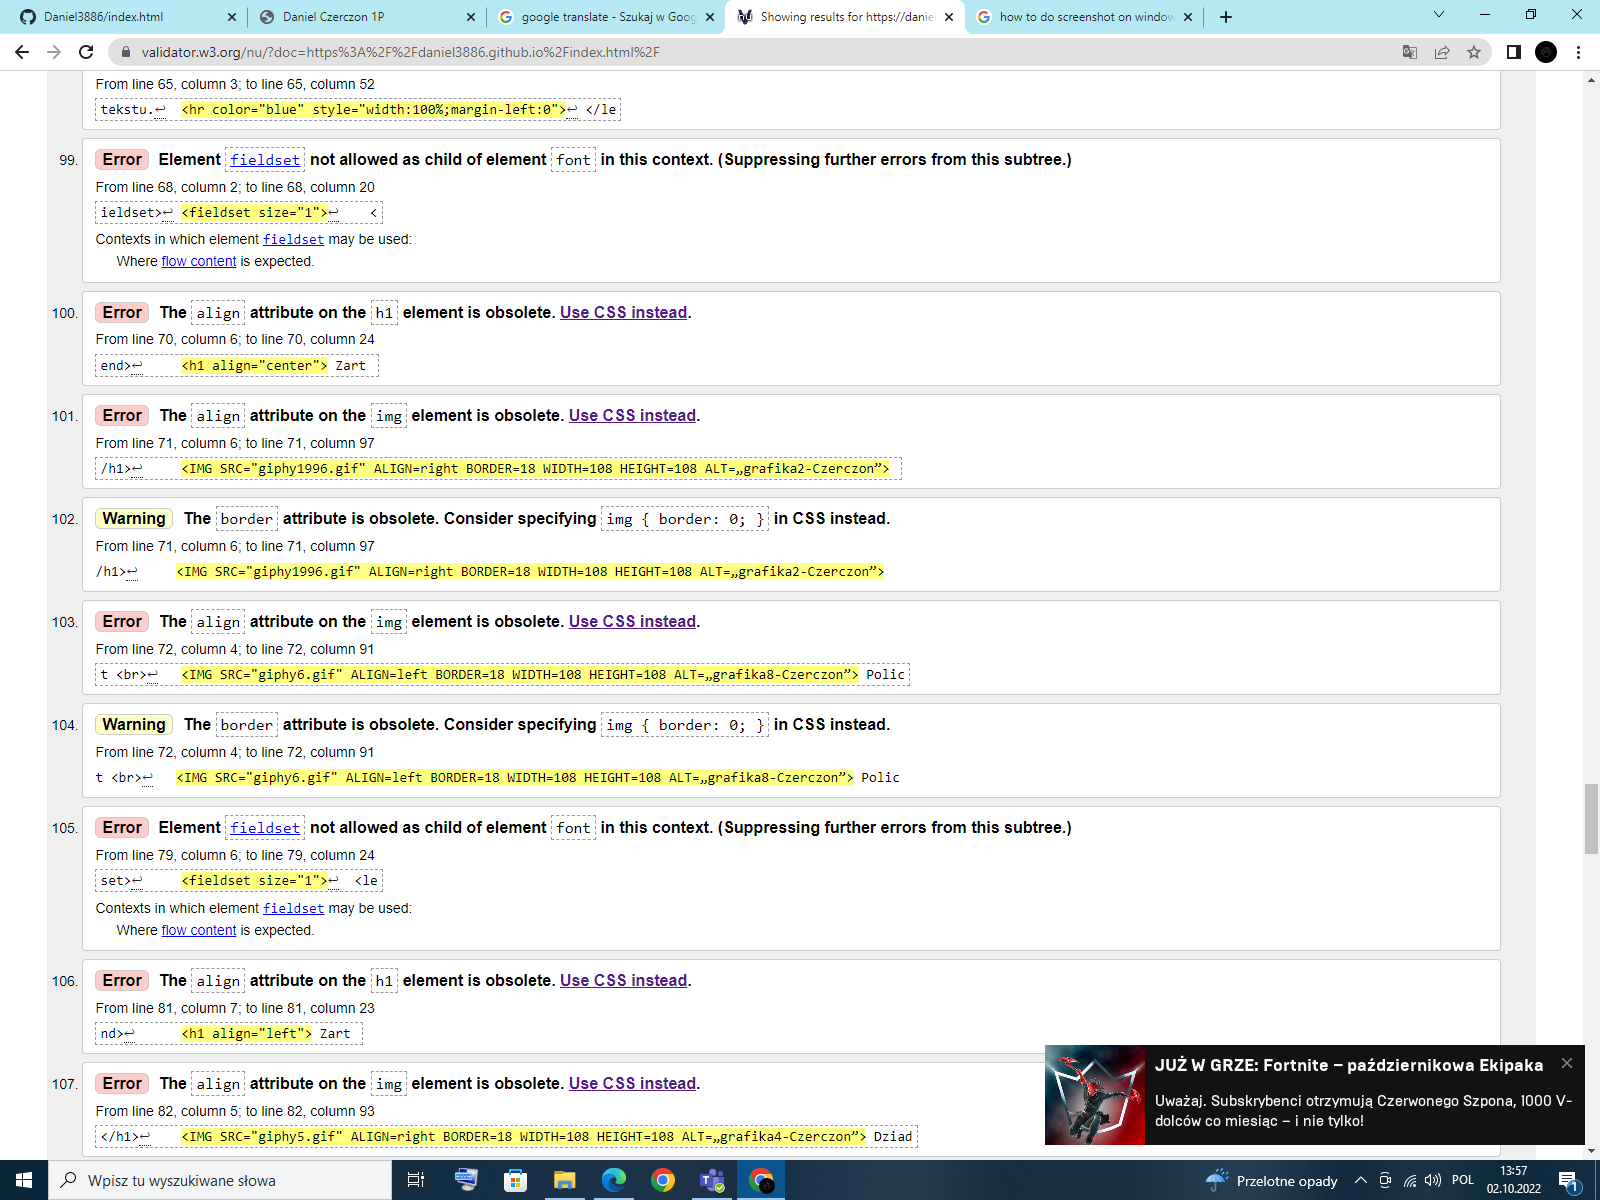 Daniel3886/index.html
Daniel Czerczon 1P
google translate - Szukaj w Goog
Showing results for https://daniel
how to do screenshot on window
validator.w3.org/nu/?doc=https%3A%2F%2Fdaniel3886.github.io%2Findex.html%2F
From line 65, column 3; to line 65, column 52
tekstu.↩ <hr color="blue" style="width:100%;margin-left:0">↩ </le
99. Error Element fieldset not allowed as child of element font in this context. (Suppressing further errors from this subtree.)
From line 68, column 2; to line 68, column 20
ieldset>↩ <fieldset size="1">↩ <
Contexts in which element fieldset may be used:
Where flow content is expected.
100. Error The align attribute on the h1 element is obsolete. Use CSS instead.
From line 70, column 6; to line 70, column 24
end>↩ <h1 align="center"> Zart
101. Error The align attribute on the img element is obsolete. Use CSS instead.
From line 71, column 6; to line 71, column 97
/h1>↩ <IMG SRC="giphy1996.gif" ALIGN=right BORDER=18 WIDTH=108 HEIGHT=108 ALT=„grafika2-Czerczon”>
102. Warning The border attribute is obsolete. Consider specifying img { border: 0; } in CSS instead.
From line 71, column 6; to line 71, column 97
/h1>↩ <IMG SRC="giphy1996.gif" ALIGN=right BORDER=18 WIDTH=108 HEIGHT=108 ALT=„grafika2-Czerczon”>
103. Error The align attribute on the img element is obsolete. Use CSS instead.
From line 72, column 4; to line 72, column 91
t <br>↩ <IMG SRC="giphy6.gif" ALIGN=left BORDER=18 WIDTH=108 HEIGHT=108 ALT=„grafika8-Czerczon”> Polic
104. Warning The border attribute is obsolete. Consider specifying img { border: 0; } in CSS instead.
From line 72, column 4; to line 72, column 91
t <br>↩ <IMG SRC="giphy6.gif" ALIGN=left BORDER=18 WIDTH=108 HEIGHT=108 ALT=„grafika8-Czerczon”> Polic
105. Error Element fieldset not allowed as child of element font in this context. (Suppressing further errors from this subtree.)
From line 79, column 6; to line 79, column 24
set>↩ <fieldset size="1">↩ <le
Contexts in which element fieldset may be used:
Where flow content is expected.
106. Error The align attribute on the h1 element is obsolete. Use CSS instead.
From line 81, column 7; to line 81, column 23
nd>↩ <h1 align="left"> Zart
107. Error The align attribute on the img element is obsolete. Use CSS instead.
From line 82, column 5; to line 82, column 93
</h1>↩ <IMG SRC="giphy5.gif" ALIGN=right BORDER=18 WIDTH=108 HEIGHT=108 ALT=„grafika4-Czerczon”> Dziad
JUŻ W GRZE: Fortnite – październikowa Ekipaka
Uważaj. Subskrybenci otrzymują Czerwonego Szpona, 1000 V-
dolców co miesiąc – i nie tylko!
Wpisz tu wyszukiwane słowa
Przelotne opady
POL
13:57
02.10.2022
1